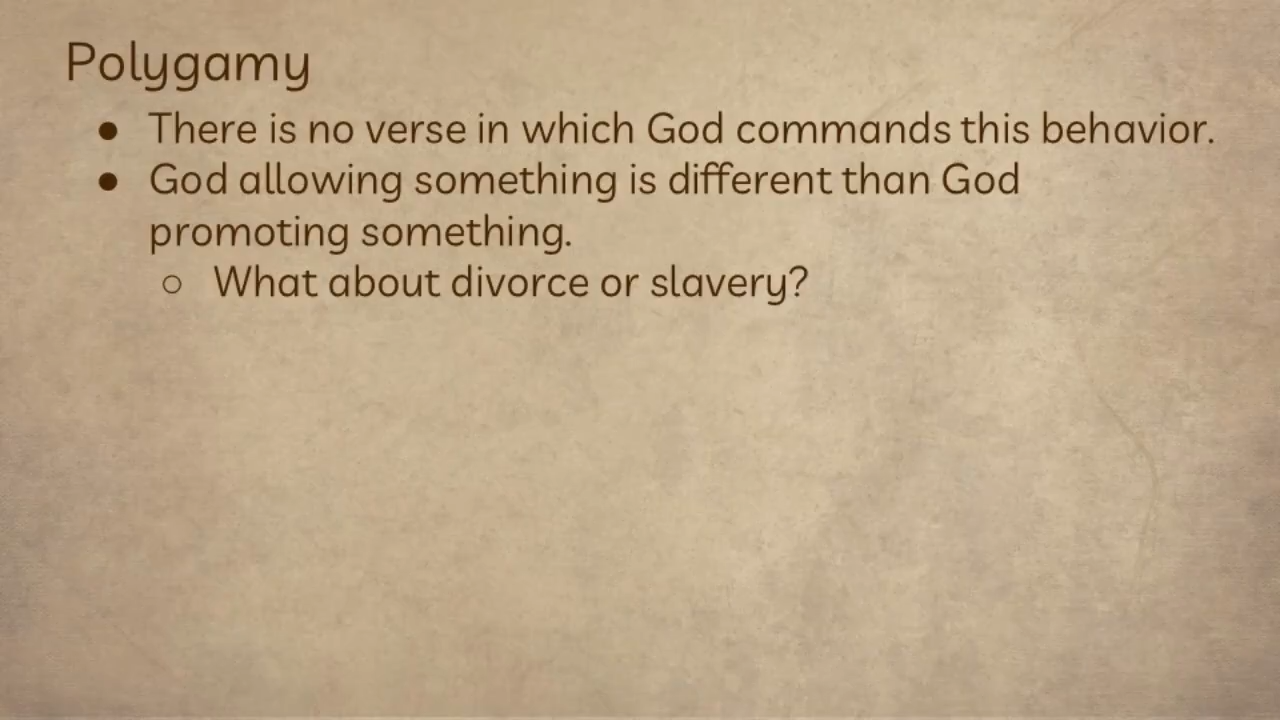 Polygamy
● There is no verse in which God commands this behavior.
● God allowing something is different than God
promoting something.
○ What about divorce or slavery?